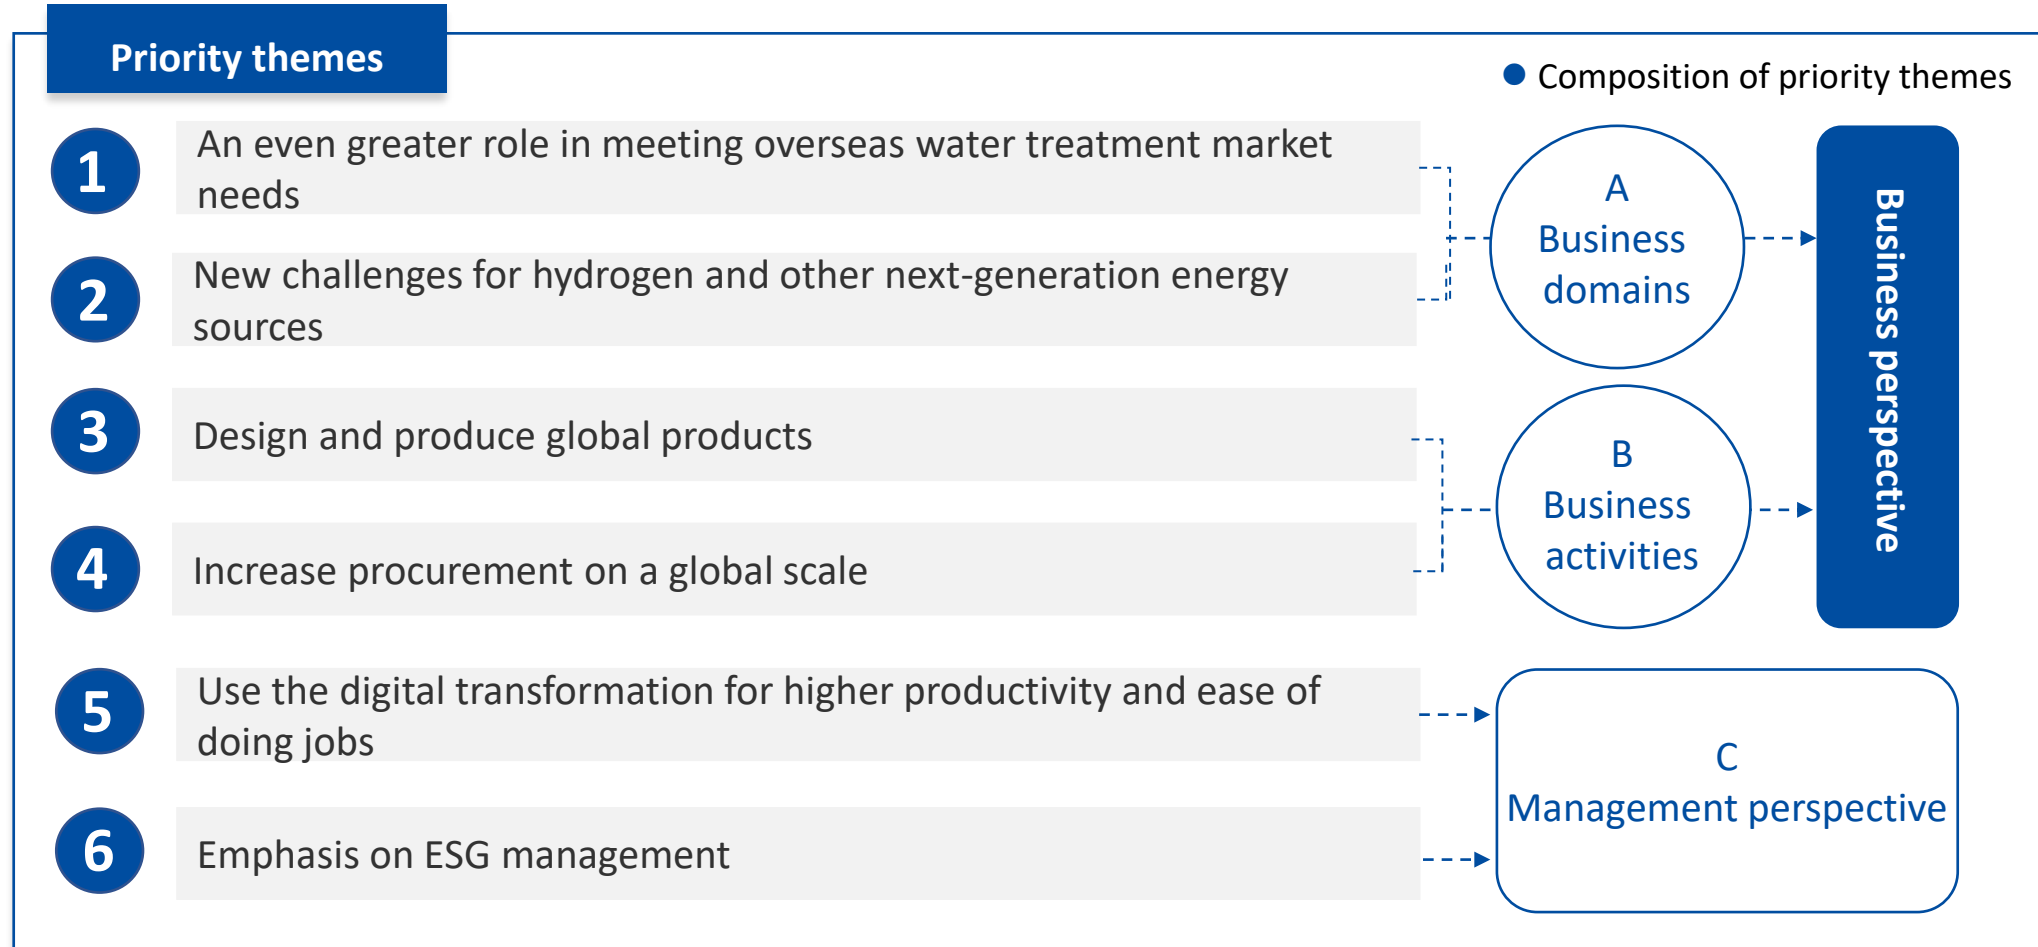 Priority themes
● Composition of priority themes
1
An even greater role in meeting overseas water treatment market
needs
2
New challenges for hydrogen and other next-generation energy
sources
3
Design and produce global products
4
Increase procurement on a global scale
5
Use the digital transformation for higher productivity and ease of
doing jobs
6
Emphasis on ESG management
A
Business
domains
B
Business
activities
Business perspective
C
Management perspective